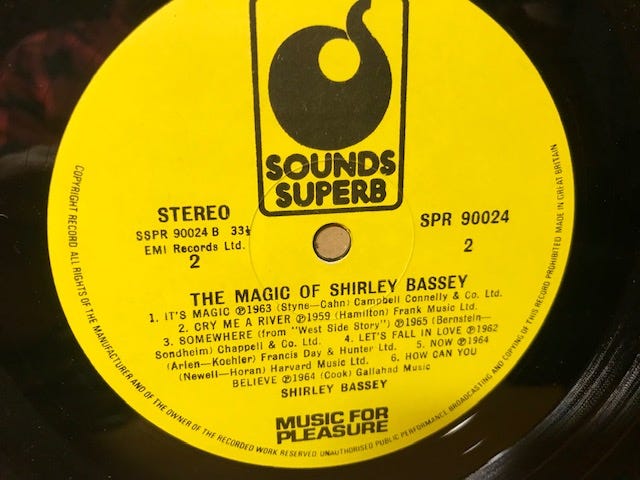 SOUNDS
SUPERB
STEREO
SSPR 90024 B 33⅓
EMI Records Ltd.
2
SPR 90024
2
THE MAGIC OF SHIRLEY BASSEY
1. IT'S MAGIC ℗1963 (Styne—Cahn) Campbell Connelly & Co. Ltd.
2. CRY ME A RIVER ℗1959 (Hamilton) Frank Music Ltd.
3. SOMEWHERE (from "West Side Story") ℗1965 (Bernstein—
Sondheim) Chappell & Co. Ltd. 4. LET'S FALL IN LOVE ℗1962
(Arlen—Koehler) Francis Day & Hunter Ltd. 5. NOW ℗1964
(Newell—Horan) Harvard Music Ltd. 6. HOW CAN YOU
BELIEVE ℗1964 (Cook) Gallahad Music
SHIRLEY BASSEY
MUSIC FOR
PLEASURE
COPYRIGHT RECORD ALL RIGHTS OF THE MANUFACTURER AND OF THE OWNER OF THE RECORDED WORK RESERVED UNAUTHORISED PUBLIC PERFORMANCE BROADCASTING AND COPYING OF THIS RECORD PROHIBITED MADE IN GREAT BRITAIN